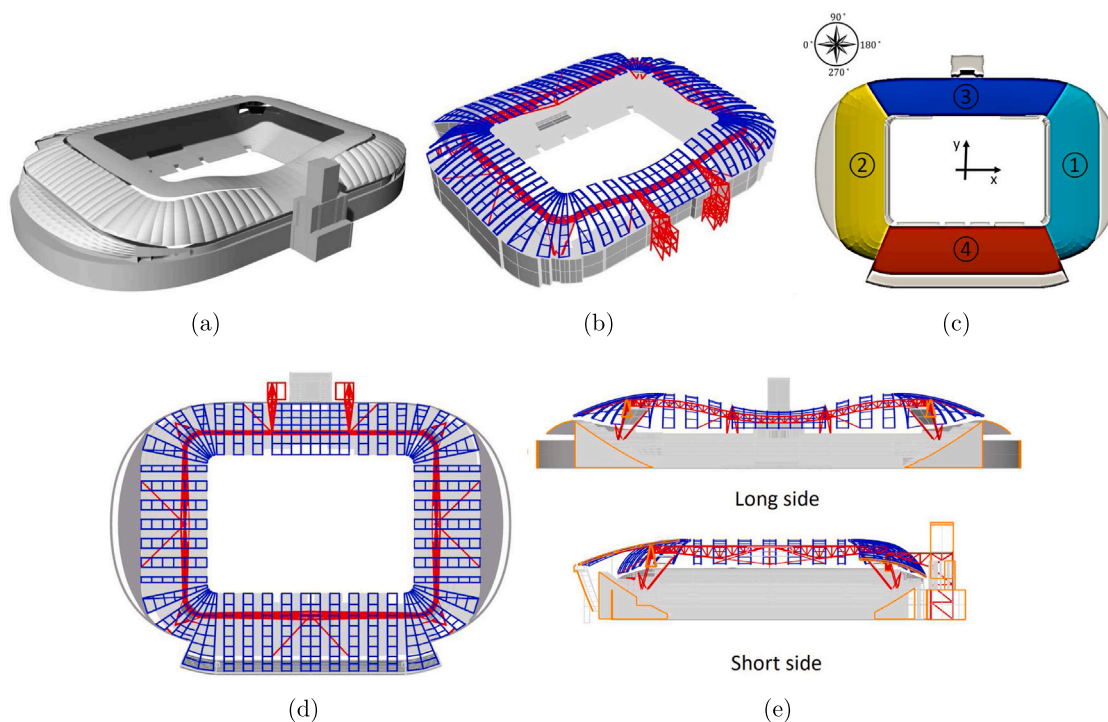 90°
0° 180°
270°
③
② y ①
x
④
(a) (b) (c)
Long side
Short side
(d) (e)